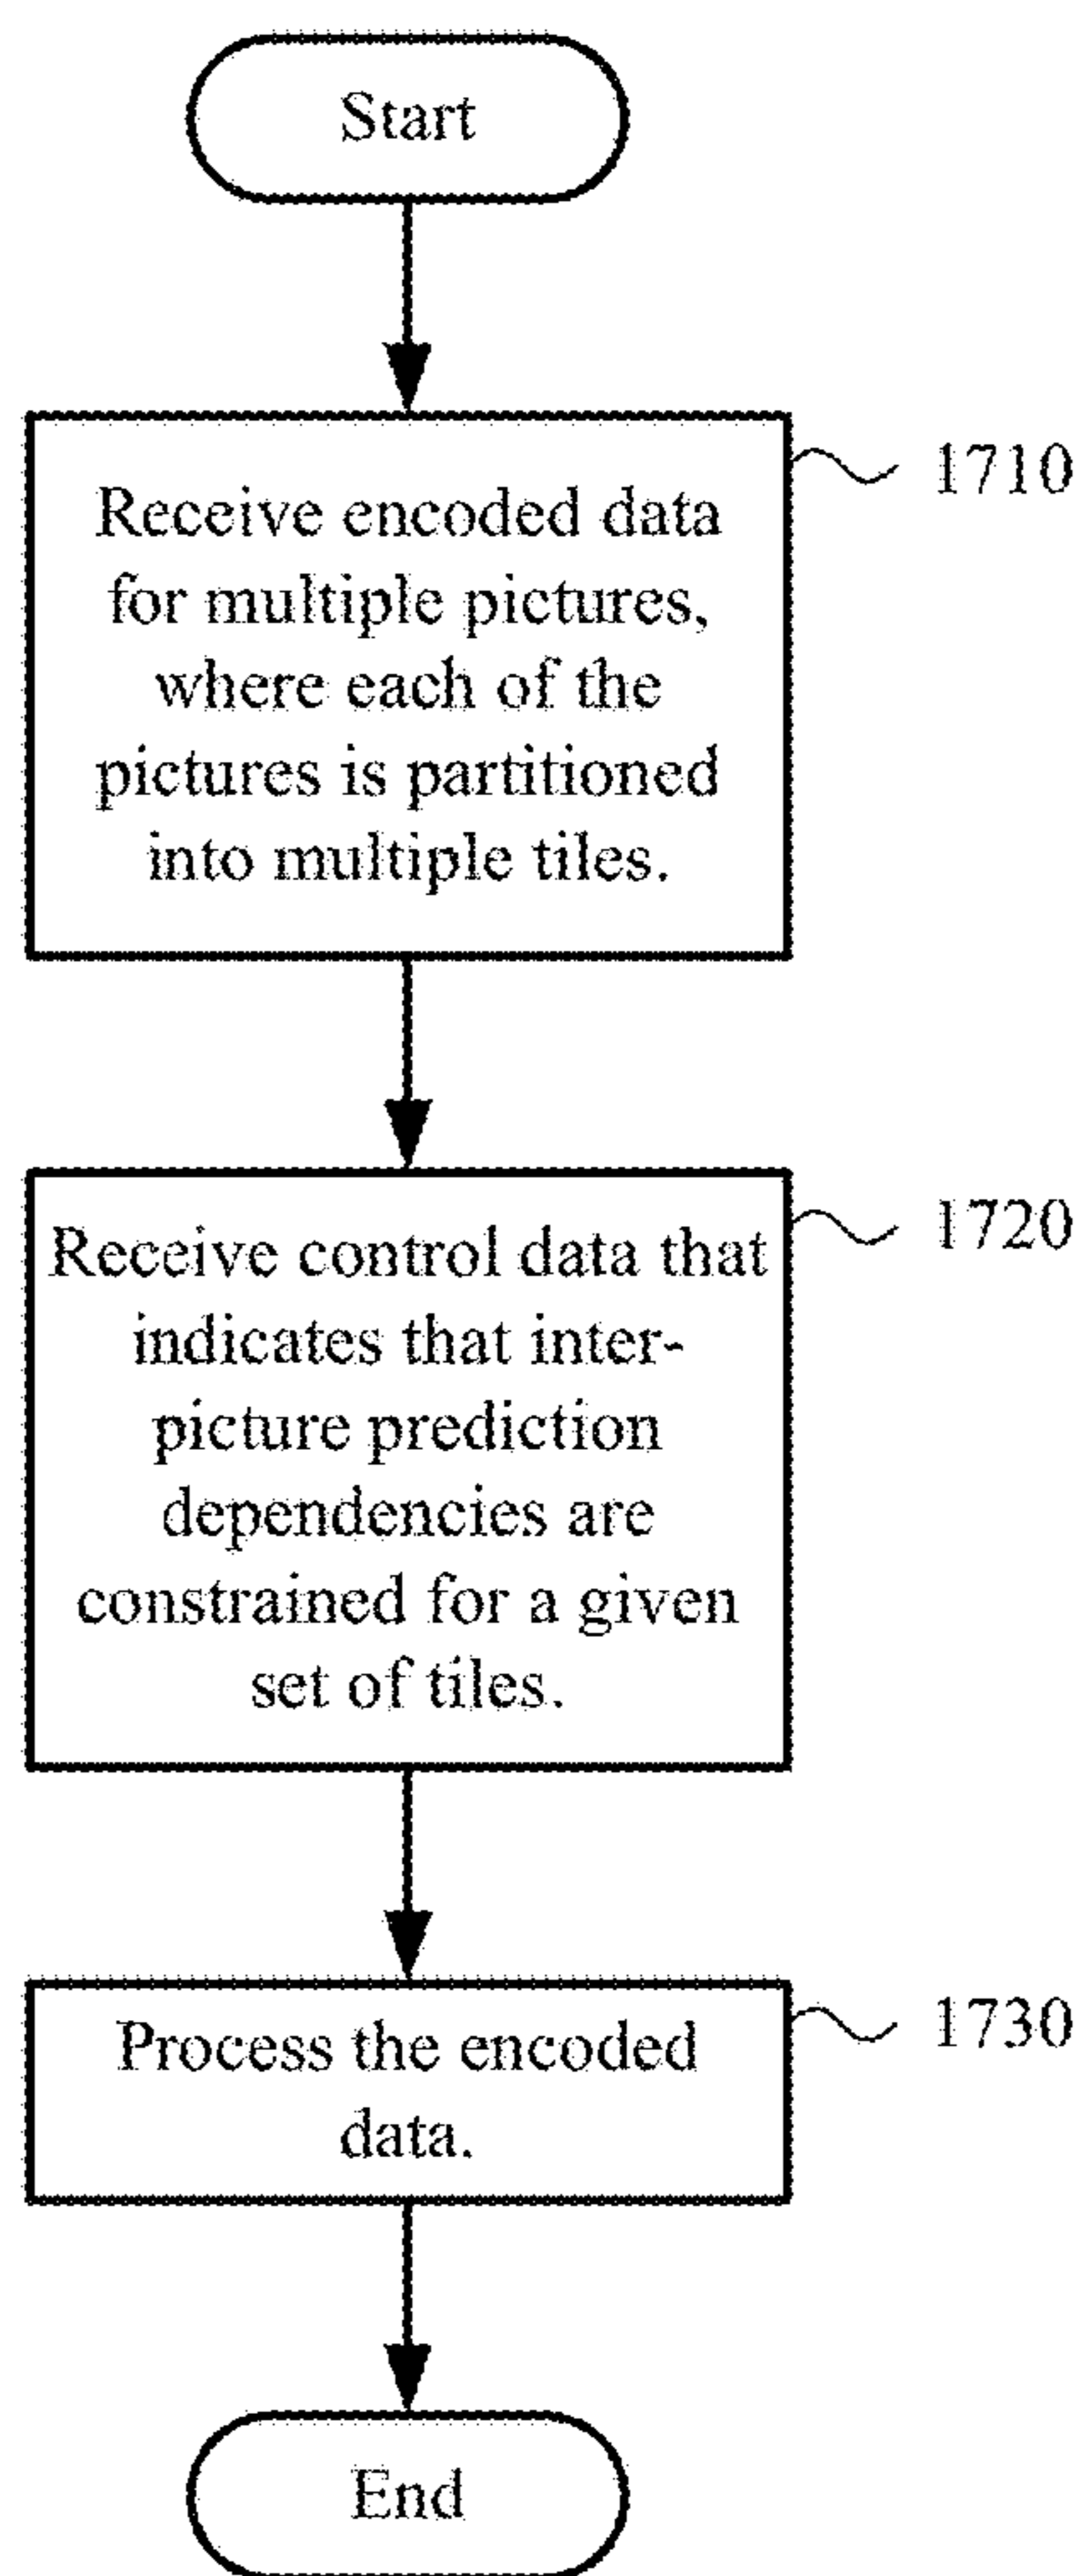 Start
Receive encoded data
for multiple pictures,
where each of the
pictures is partitioned
into multiple tiles.
1710
Receive control data that
indicates that inter-
picture prediction
dependencies are
constrained for a given
set of tiles.
1720
Process the encoded
data.
1730
End